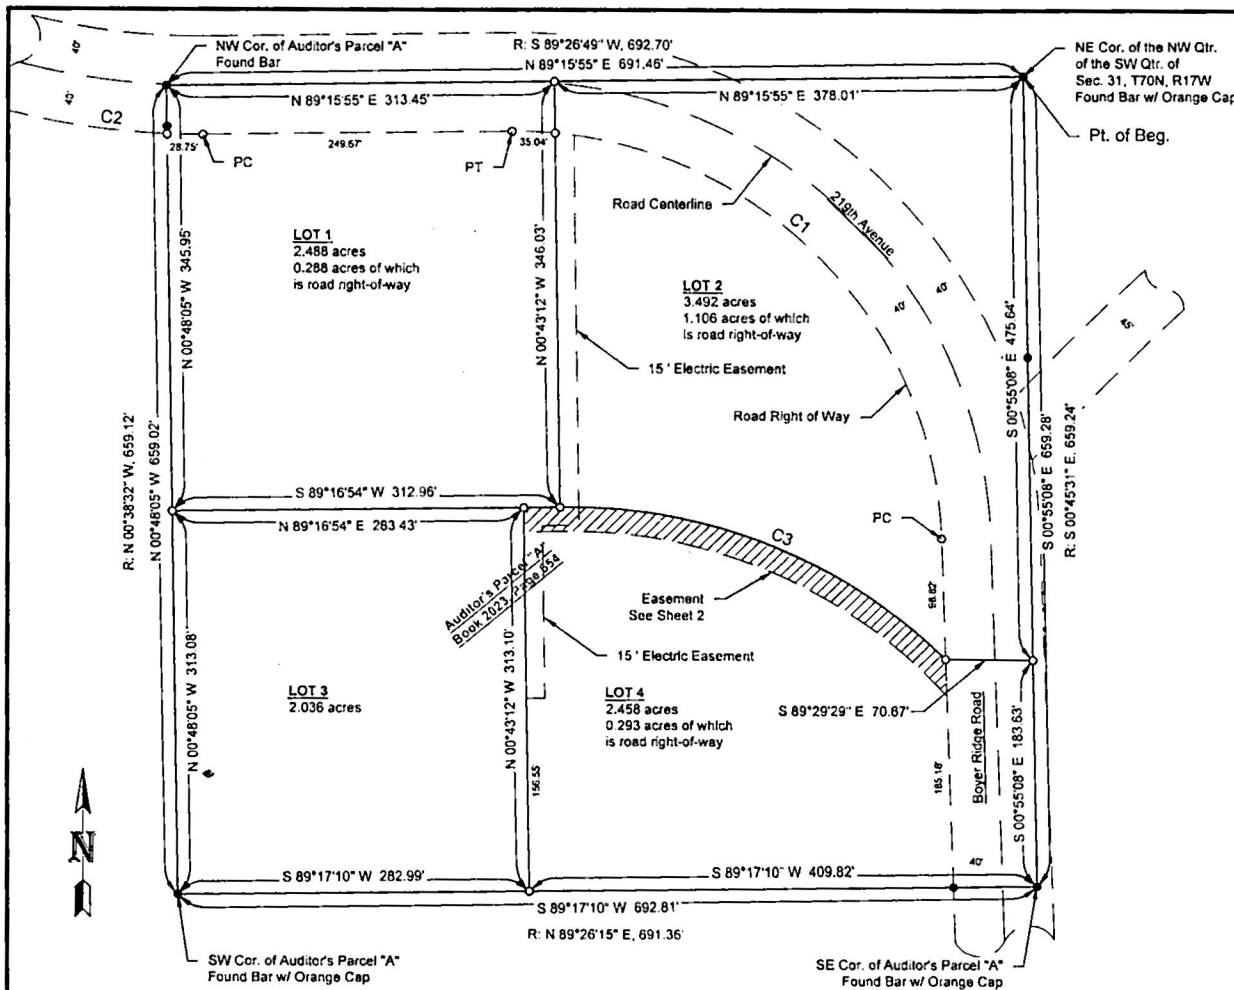 NW Cor. of Auditor's Parcel "A"
Found Bar
R: S 89°26'49" W, 692.70'
N 89°15'55" E 691.46'
NE Cor. of the NW Qtr.
of the SW Qtr. of
Sec. 31, T70N, R17W
Found Bar w/ Orange Cap
Pt. of Beg.
40'
40'
C2
N 89°15'55" E 313.45'
N 89°15'55" E 378.01'
28.75'
PC
249.67'
PT
35.04'
Road Centerline
C1
219th Avenue
40'
40'
45'
LOT 1
2.488 acres
0.288 acres of which
is road right-of-way
LOT 2
3.492 acres
1.106 acres of which
is road right-of-way
15' Electric Easement
Road Right of Way
N 00°48'05" W 345.95'
N 00°43'12" W 346.03'
S 00°55'08" E 475.64'
R: N 00°38'32" W, 659.12'
N 00°48'05" W 659.02'
S 00°55'08" E 659.28'
R: S 00°45'31" E, 659.24'
S 89°16'54" W 312.96'
N 89°16'54" E 283.43'
PC
C3
Auditor's Parcel "A"
Book 2023, Page 654
Easement
See Sheet 2
15' Electric Easement
N 00°48'05" W 313.08'
N 00°43'12" W 313.10'
156.55'
LOT 3
2.036 acres
LOT 4
2.458 acres
0.293 acres of which
is road right-of-way
S 89°29'29" E 70.67'
185.18'
Boyer Ridge Road
S 00°55'08" E 183.63'
40'
N
S 89°17'10" W 282.99'
S 89°17'10" W 409.82'
S 89°17'10" W 692.81'
R: N 89°26'15" E, 691.36'
SW Cor. of Auditor's Parcel "A"
Found Bar w/ Orange Cap
SE Cor. of Auditor's Parcel "A"
Found Bar w/ Orange Cap